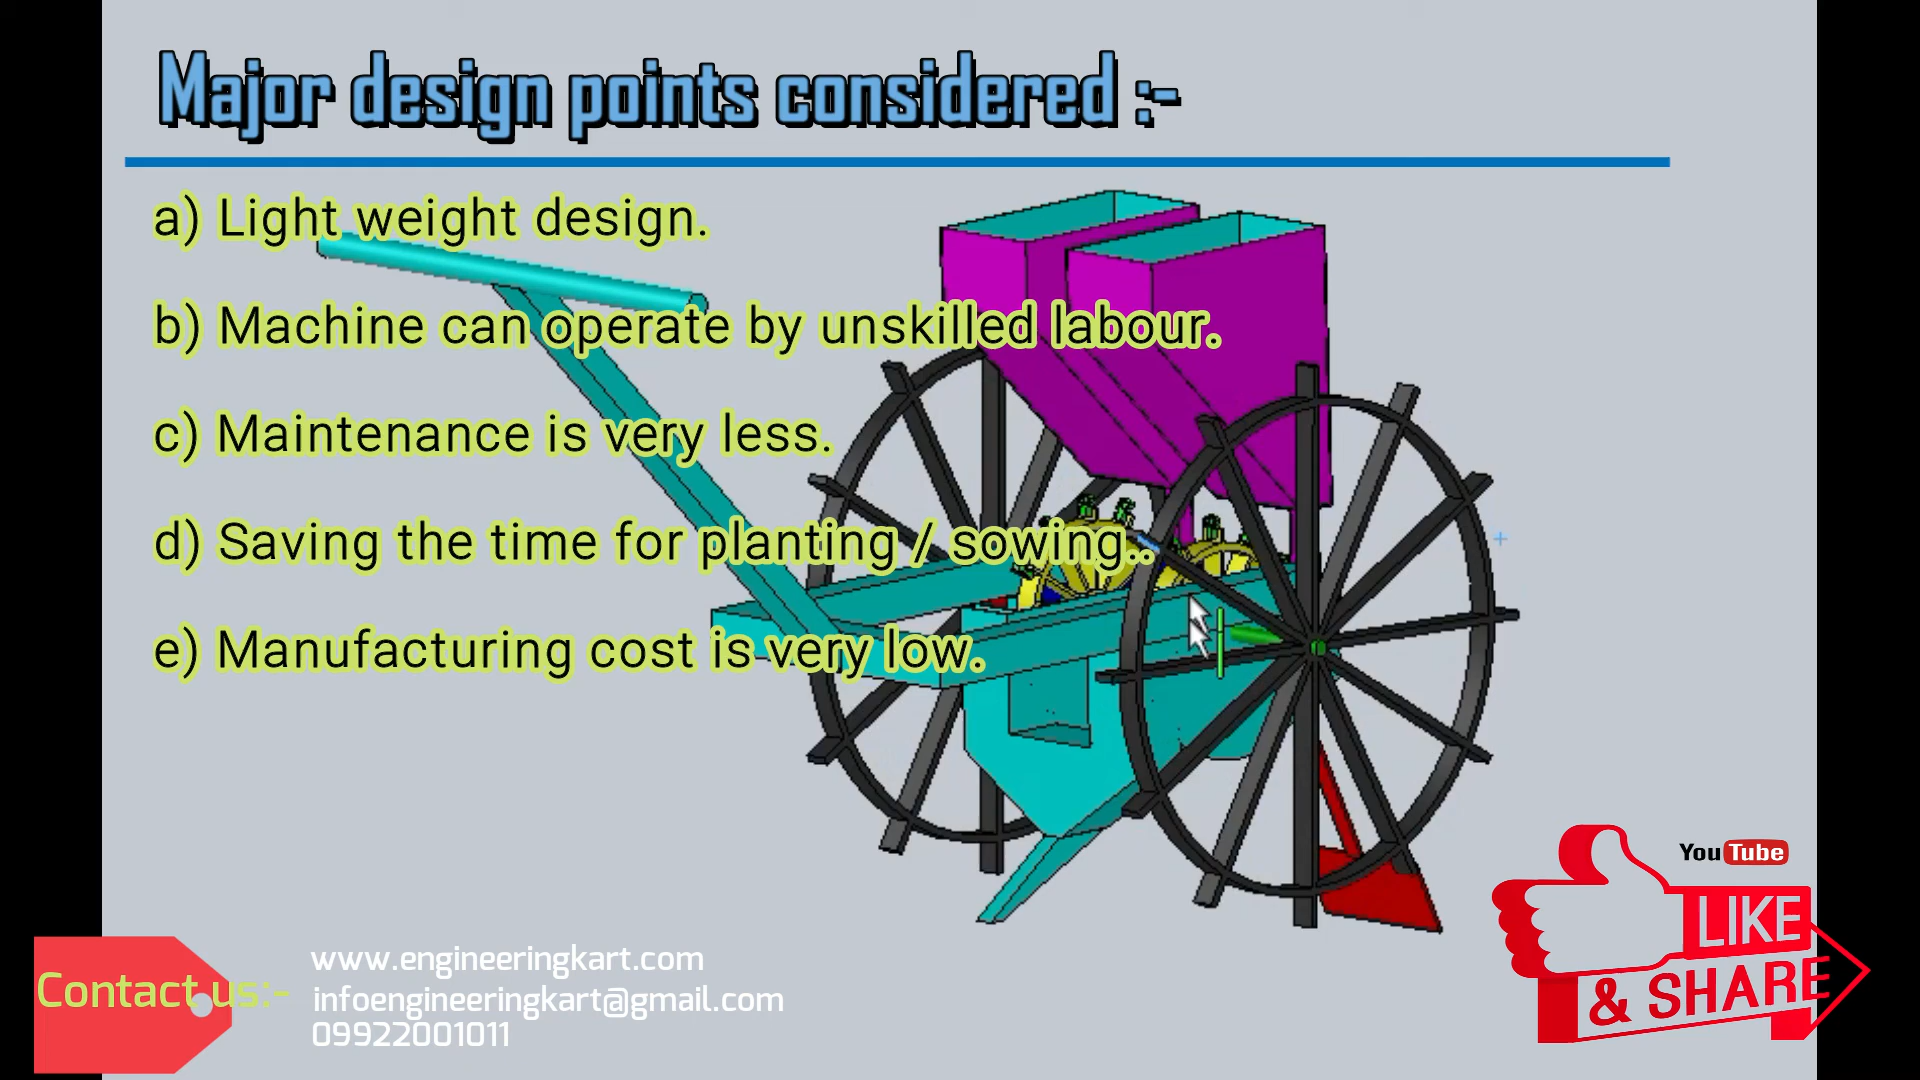 Major design points considered :-
a) Light weight design.
b) Machine can operate by unskilled labour.
c) Maintenance is very less.
d) Saving the time for planting / sowing..
e) Manufacturing cost is very low.
YouTube
LIKE
& SHARE
Contact us:-
www.engineeringkart.com
infoengineeringkart@gmail.com
09922001011